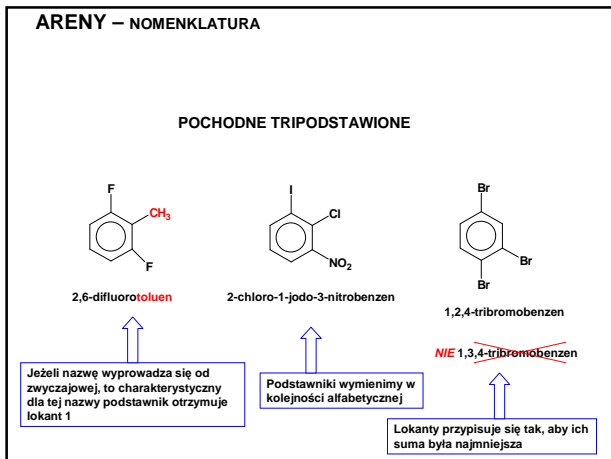 ARENY – NOMENKLATURA
POCHODNE TRIPODSTAWIONE
F
CH3
F
2,6-difluorotoluen
I
Cl
NO2
2-chloro-1-jodo-3-nitrobenzen
Br
Br
Br
1,2,4-tribromobenzen
NIE 1,3,4-tribromobenzen
Jeżeli nazwę wyprowadza się od
zwyczajowej, to charakterystyczny
dla tej nazwy podstawnik otrzymuje
lokant 1
Podstawniki wymienimy w
kolejności alfabetycznej
Lokanty przypisuje się tak, aby ich
suma była najmniejsza